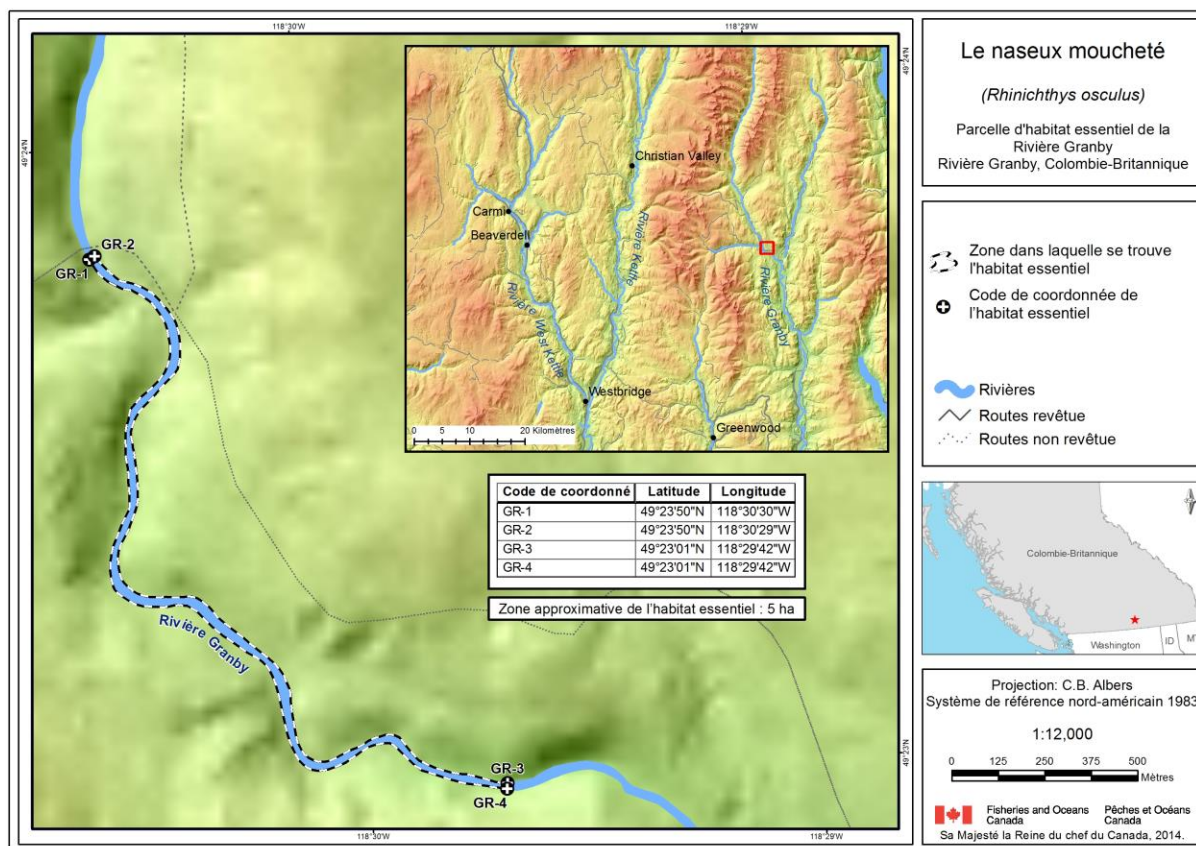 118°30'W
118°29'W
49°24'N
49°24'N
GR-2
GR-1
Rivière Granby
GR-3
GR-4
49°23'N
118°30'W
118°29'W
Christian Valley
Carmi
Beaverdell
Rivière Kettle
Rivière West Kettle
Rivière Granby
Westbridge
Greenwood
0 5 10 20 Kilomètres
Code de coordonné Latitude Longitude
GR-1 49°23'50"N 118°30'30"W
GR-2 49°23'50"N 118°30'29"W
GR-3 49°23'01"N 118°29'42"W
GR-4 49°23'01"N 118°29'42"W
Zone approximative de l'habitat essentiel : 5 ha
Le naseux moucheté
(Rhinichthys osculus)
Parcelle d'habitat essentiel de la
Rivière Granby
Rivière Granby, Colombie-Britannique
Zone dans laquelle se trouve
l'habitat essentiel
Code de coordonnée de
l'habitat essentiel
Rivières
Routes revêtue
Routes non revêtue
Colombie-Britannique
Washington
ID
MT
Projection: C.B. Albers
Système de référence nord-américain 1983
1:12,000
0 125 250 375 500
Mètres
Fisheries and Oceans Pêches et Océans
Canada Canada
Sa Majesté la Reine du chef du Canada, 2014.